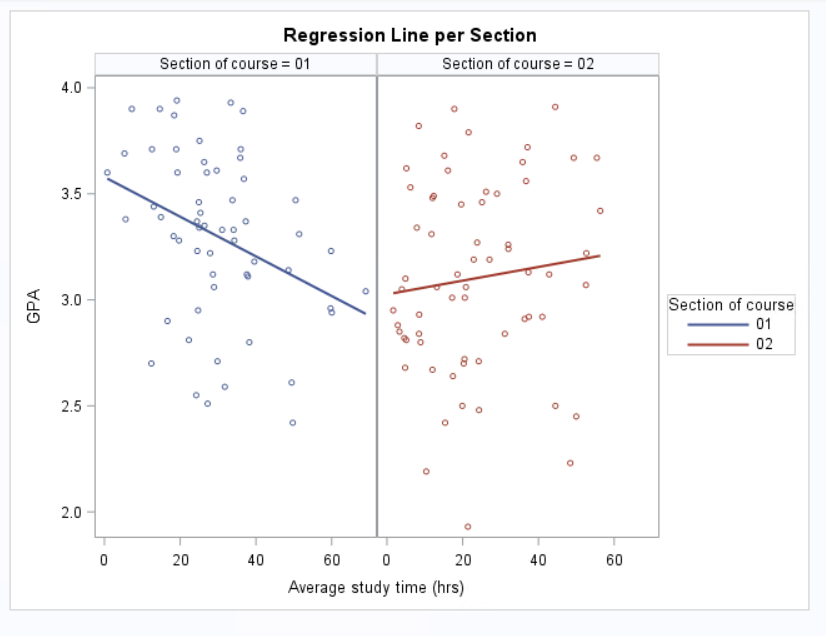 Regression Line per Section
Section of course = 01
Section of course = 02
4.0
3.5
3.0
2.5
2.0
GPA
0 20 40 60
0 20 40 60
Average study time (hrs)
Section of course
01
02